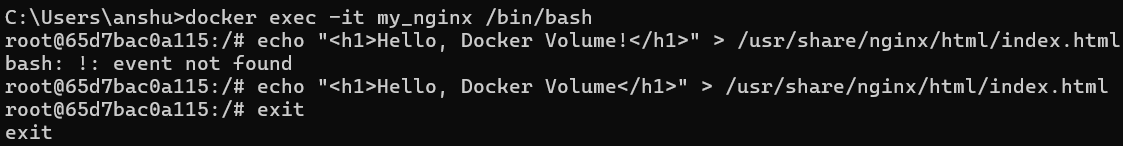 C:\Users\anshu>docker exec -it my_nginx /bin/bash
root@65d7bac0a115:/# echo "<h1>Hello, Docker Volume!</h1>" > /usr/share/nginx/html/index.html
bash: !: event not found
root@65d7bac0a115:/# echo "<h1>Hello, Docker Volume</h1>" > /usr/share/nginx/html/index.html
root@65d7bac0a115:/# exit
exit